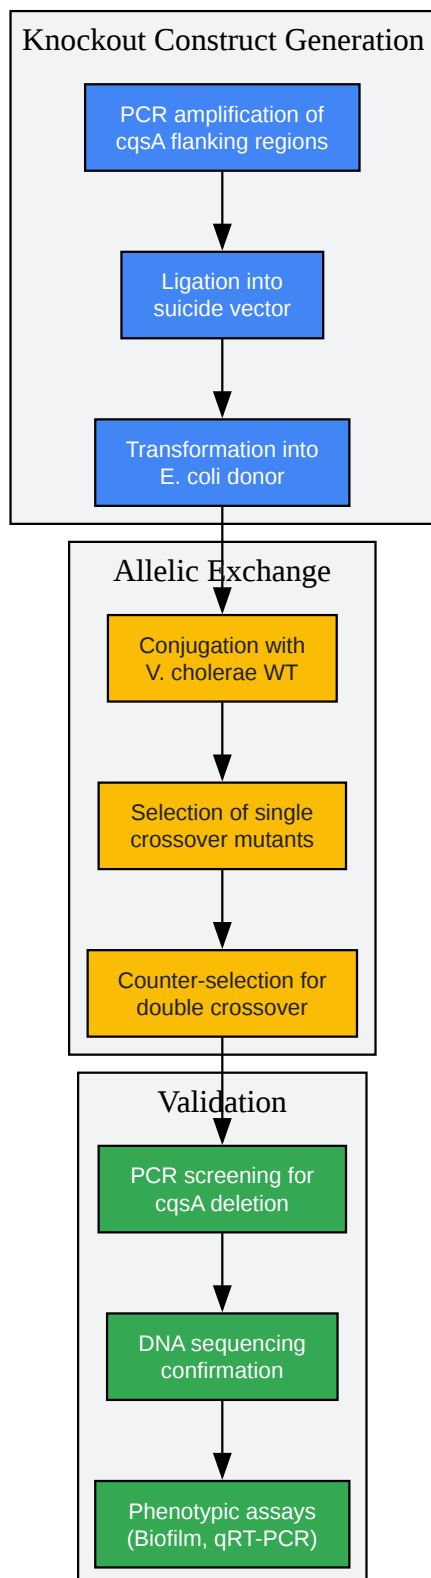 Knockout Construct Generation
PCR amplification of
cqsA flanking regions
Ligation into
suicide vector
Transformation into
E. coli donor
Allelic Exchange
Conjugation with
V. cholerae WT
Selection of single
crossover mutants
Counter-selection for
double crossover
Validation
PCR screening for
cqsA deletion
DNA sequencing
confirmation
Phenotypic assays
(Biofilm, qRT-PCR)